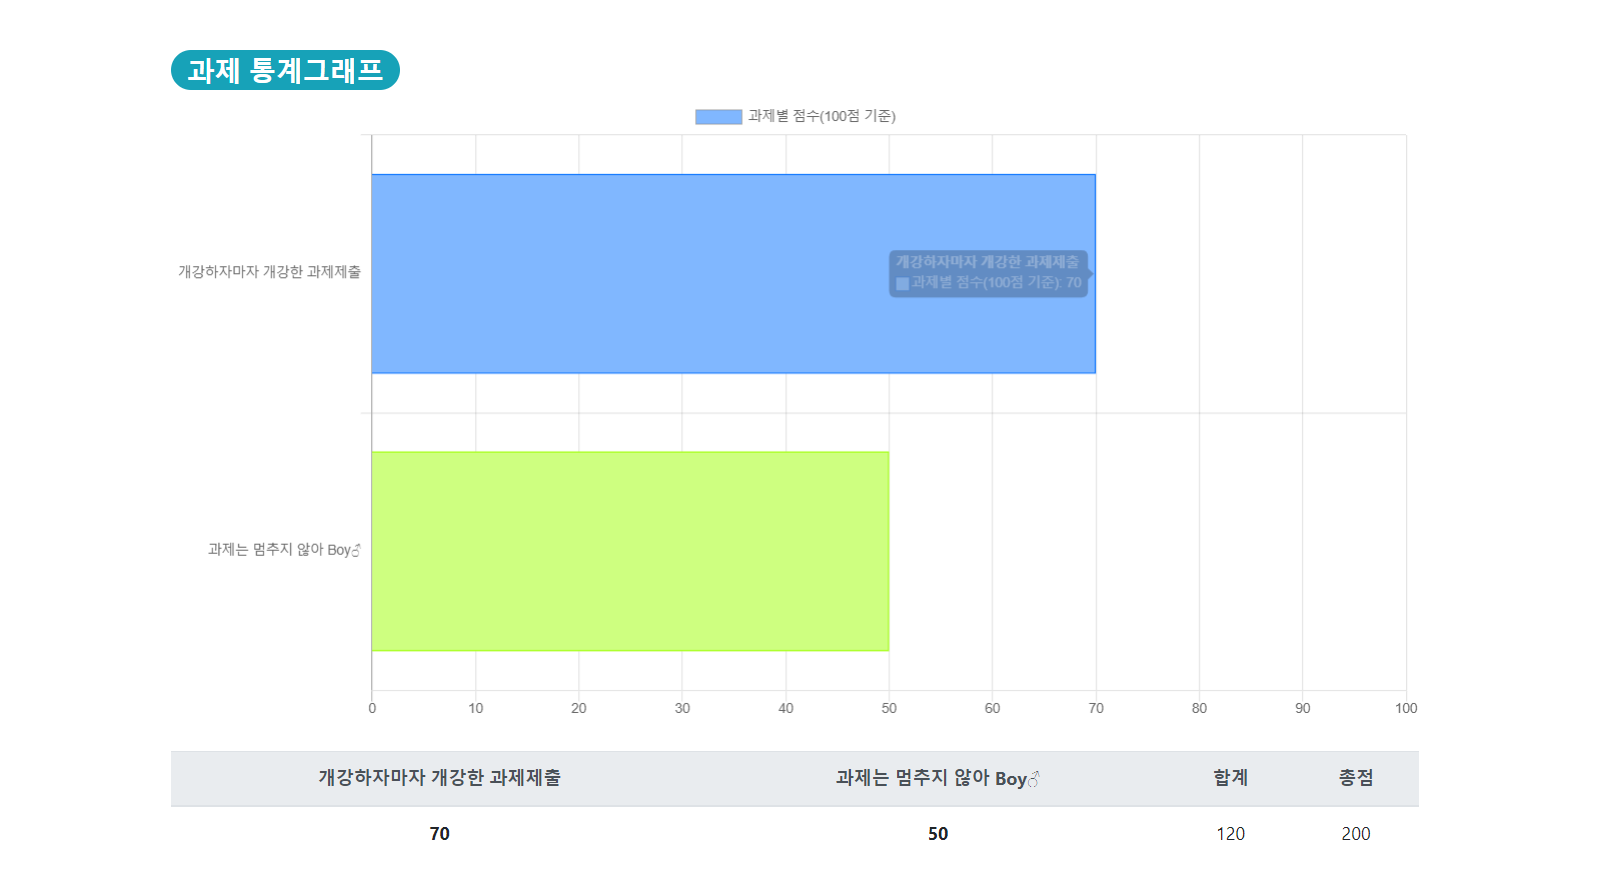 과제 통계그래프
과제별 점수(100점 기준)
개강하자마자 개강한 과제제출
개강하자마자 개강한 과제제출
과제별 점수(100점 기준): 70
과제는 멈추지 않아 Boy♂
0 10 20 30 40 50 60 70 80 90 100
개강하자마자 개강한 과제제출 과제는 멈추지 않아 Boy♂ 합계 총점
70 50 120 200